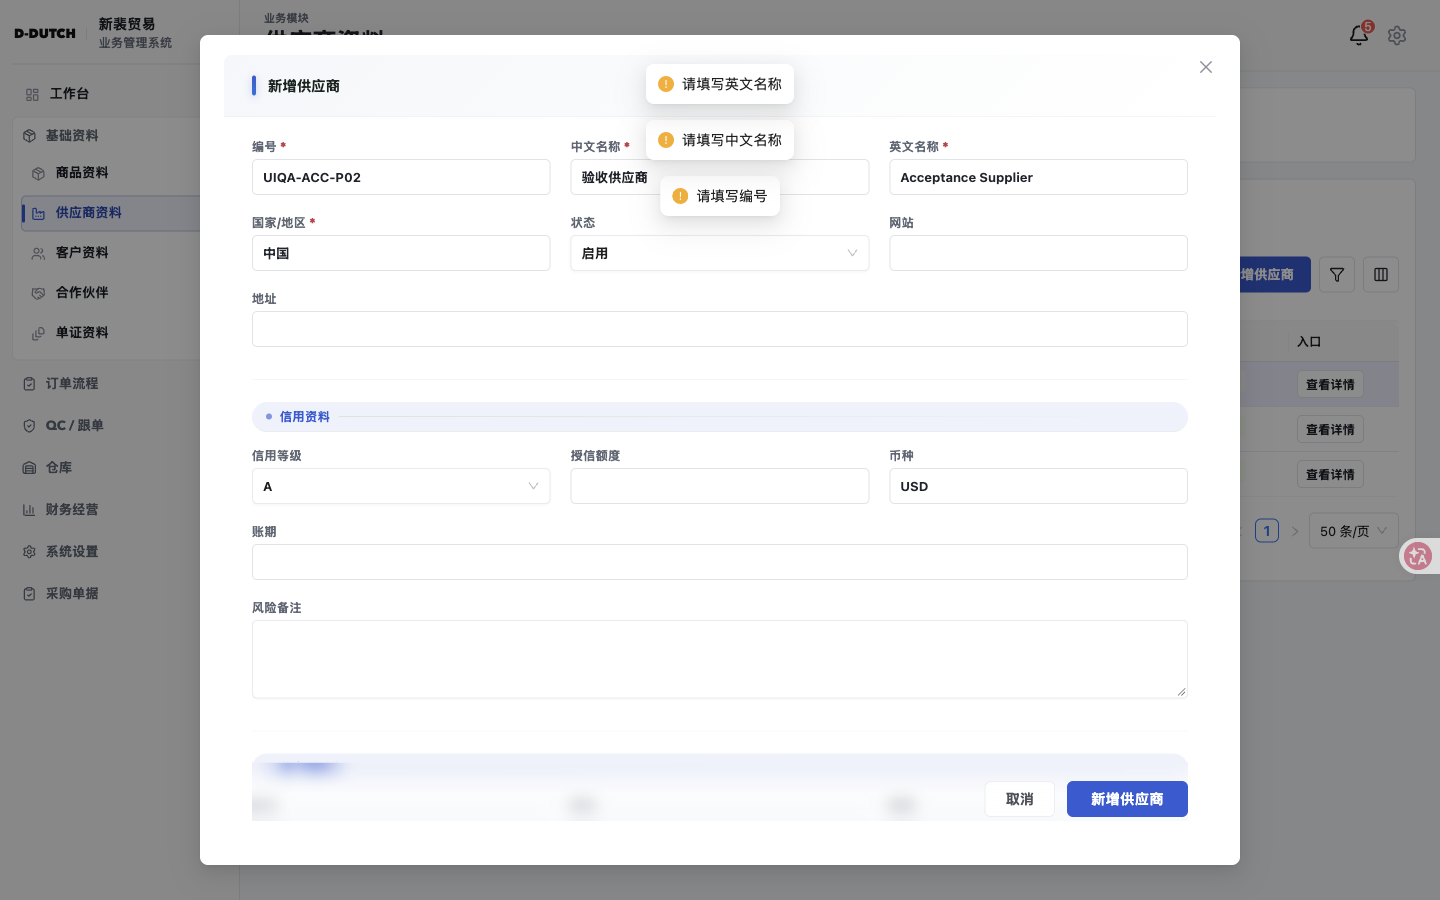 D-DUTCH
新裴贸易
业务管理系统
业务模块
5
工作台
基础资料
商品资料
供应商资料
客户资料
合作伙伴
单证资料
订单流程
QC / 跟单
仓库
财务经营
系统设置
采购单据
新增供应商
请填写英文名称
请填写中文名称
请填写编号
编号 *
中文名称 *
英文名称 *
UIQA-ACC-P02
验收供应商
Acceptance Supplier
国家/地区 *
状态
网站
中国
启用
地址
信用资料
信用等级
授信额度
币种
A
USD
账期
风险备注
取消
新增供应商
增供应商
入口
查看详情
查看详情
查看详情
1
50 条/页